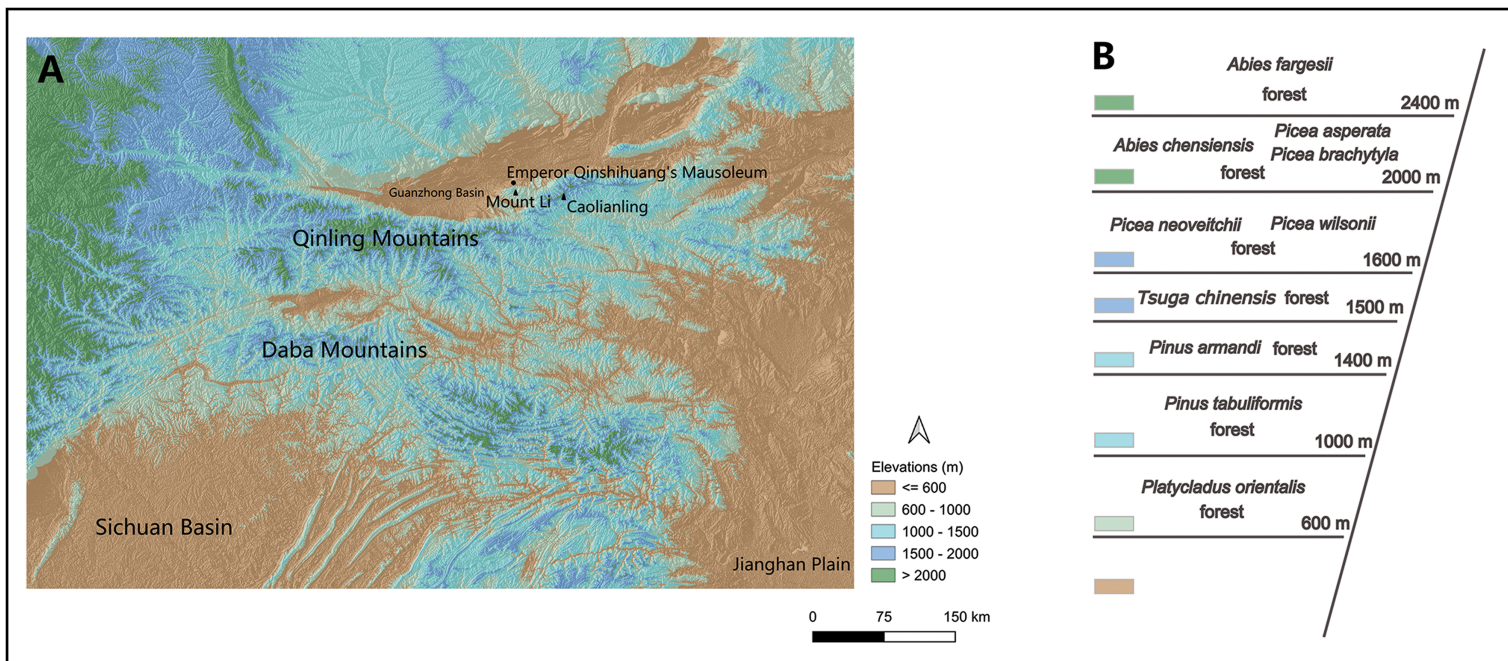 A
Emperor Qinshihuang's Mausoleum
Guanzhong Basin
Mount Li
Caolianling
Qinling Mountains
Daba Mountains
Sichuan Basin
Jianghan Plain
Elevations (m)
<= 600
600 - 1000
1000 - 1500
1500 - 2000
> 2000
0 75 150 km
B
Abies fargesii
forest
2400 m
Abies chensiensis
Picea asperata
Picea brachytyla
forest
2000 m
Picea neoveitchii Picea wilsonii
forest
1600 m
Tsuga chinensis forest
1500 m
Pinus armandi forest
1400 m
Pinus tabuliformis
forest
1000 m
Platycladus orientalis
forest
600 m